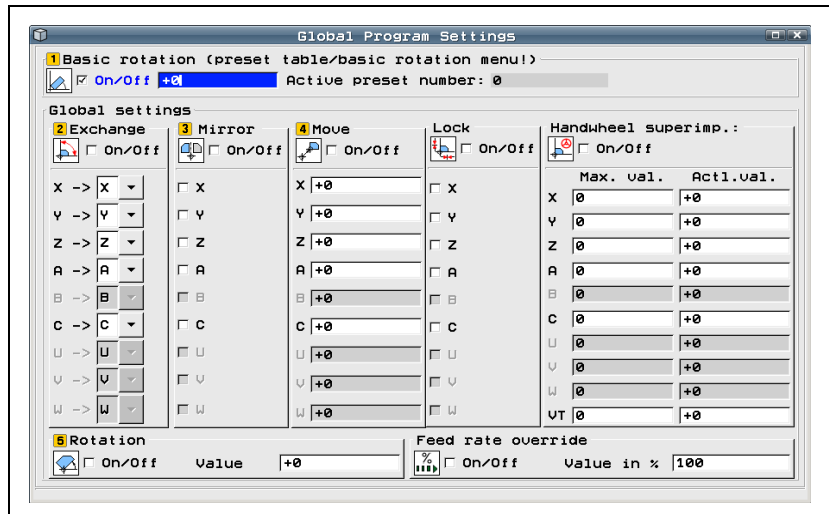 Global Program Settings
1 Basic rotation (preset table/basic rotation menu!)
On/Off +0 Active preset number: 0
Global settings
2 Exchange 3 Mirror 4 Move Lock Handwheel superimp.:
On/Off On/Off On/Off On/Off On/Off
Max. val. Actl.val.
X -> X X X +0 X X 0 +0
Y -> Y Y Y +0 Y Y 0 +0
Z -> Z Z Z +0 Z Z 0 +0
A -> A A A +0 A A 0 +0
B -> B B B +0 B B 0 +0
C -> C C C +0 C C 0 +0
U -> U U U +0 U U 0 +0
V -> V V V +0 V V 0 +0
W -> W W W +0 W W 0 +0
VT 0 +0
5 Rotation Feed rate override
On/Off Value +0 % On/Off Value in % 100